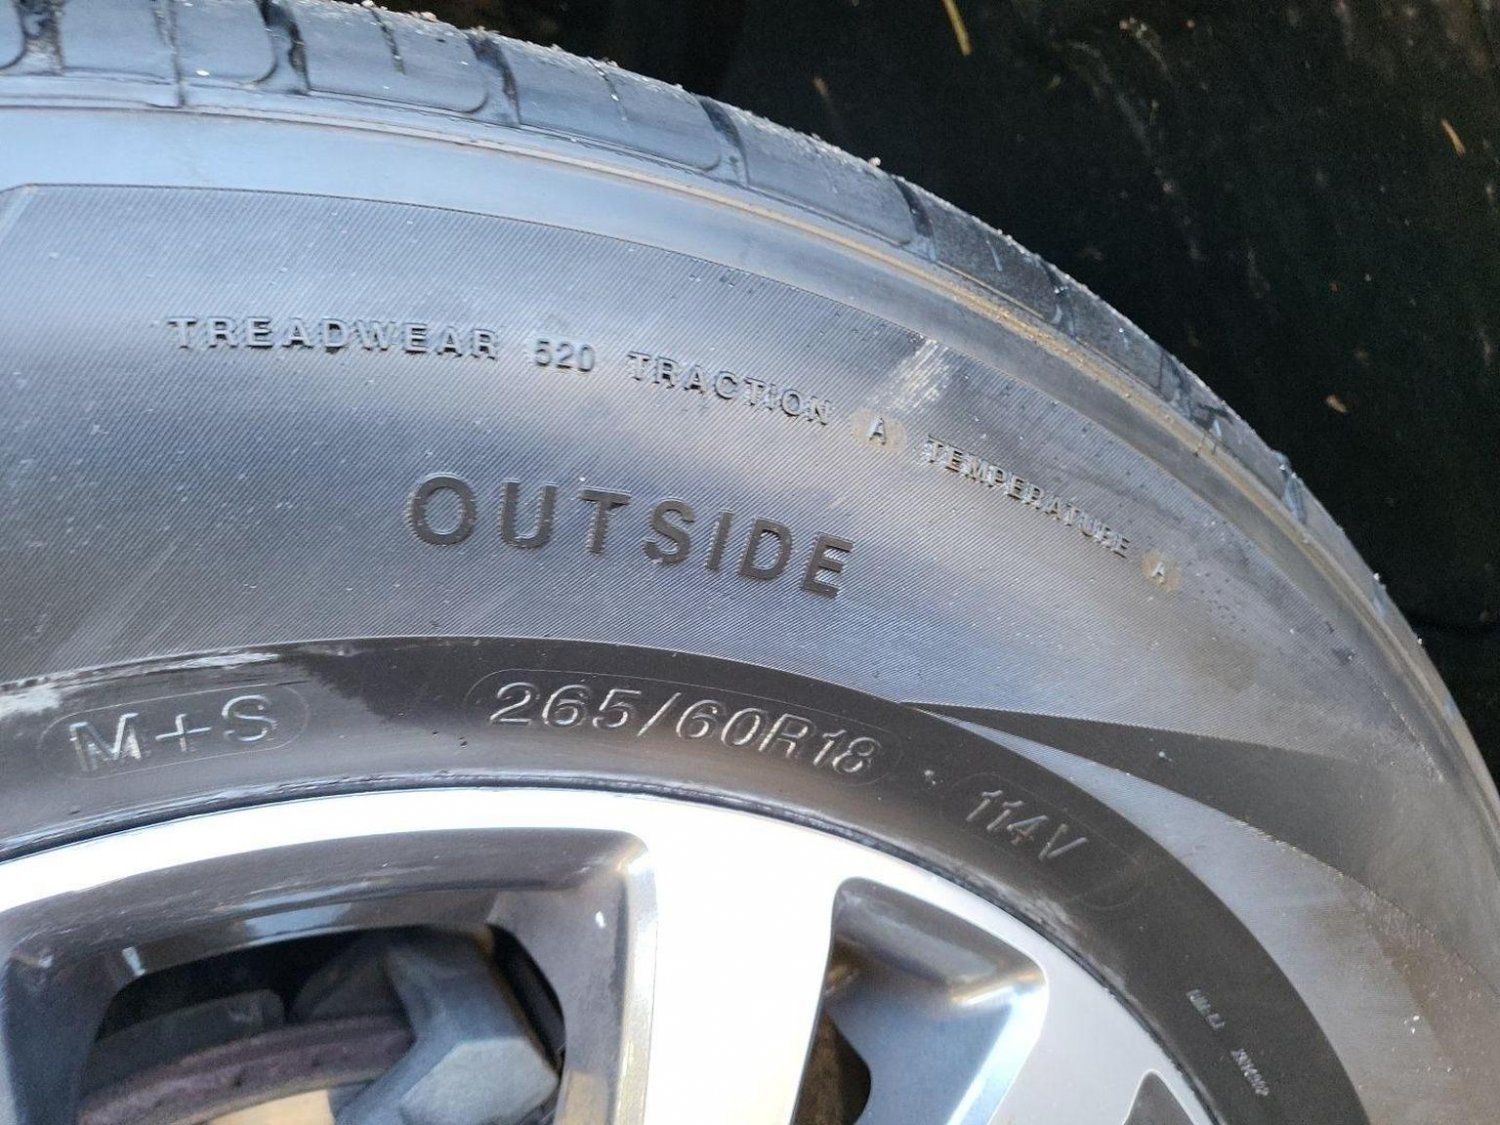 TREADWEAR 520 TRACTION A TEMPERATURE A
OUTSIDE
M+S 265/60R18 114V